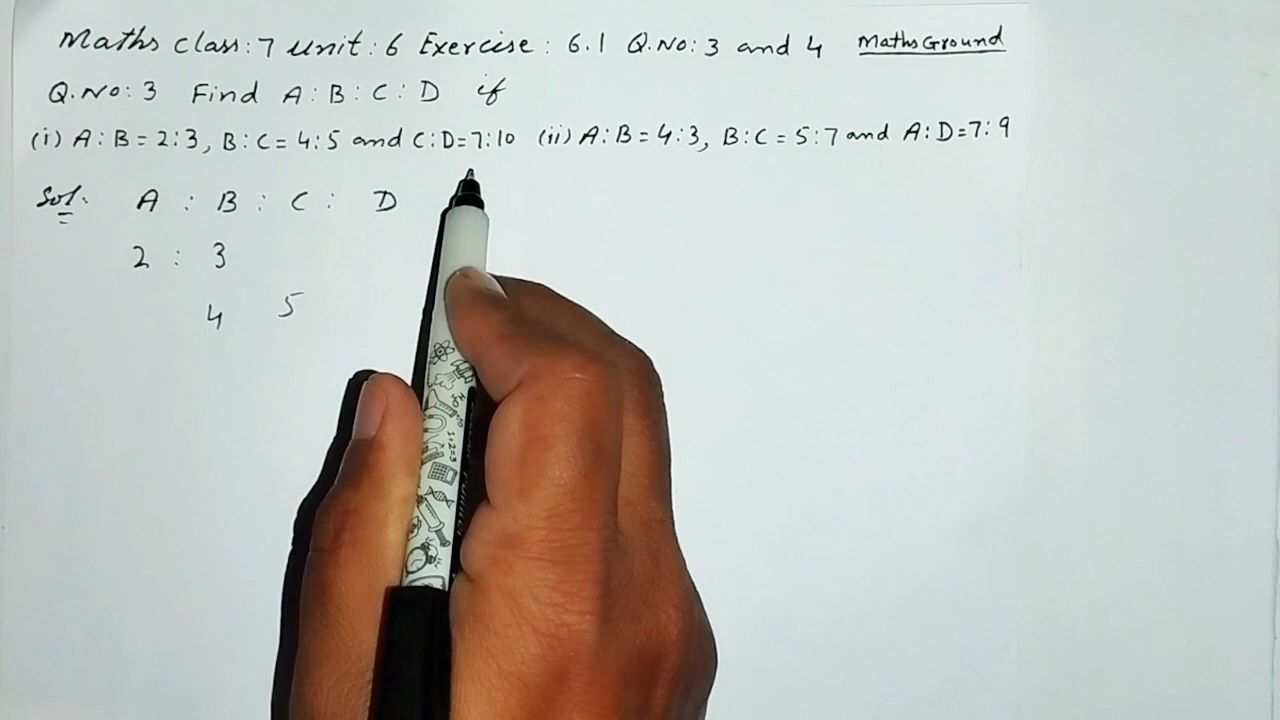 Maths class:7 unit:6 Exercise: 6.1 Q.No:3 and 4 Maths Ground
Q.No:3 Find A:B:C:D if
(i) A:B=2:3, B:C=4:5 and C:D=7:10 (ii) A:B=4:3, B:C=5:7 and A:D=7:9
Sol: A : B : C : D
2 : 3
4 5